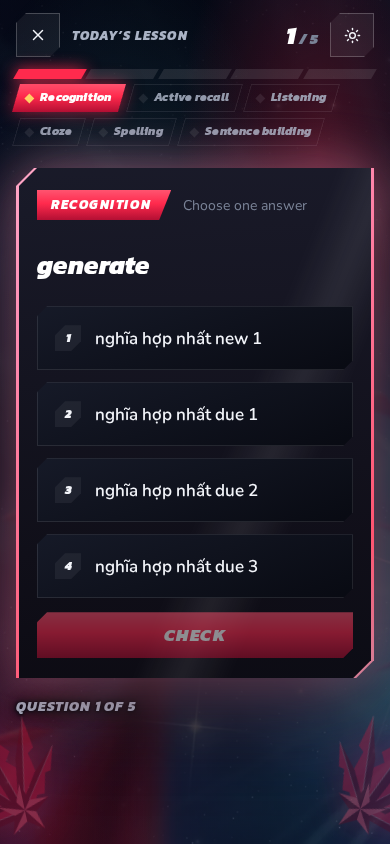 TODAY'S LESSON
1 / 5
Recognition
Active recall
Listening
Cloze
Spelling
Sentence building
RECOGNITION
Choose one answer
generate
1 nghĩa hợp nhất new 1
2 nghĩa hợp nhất due 1
3 nghĩa hợp nhất due 2
4 nghĩa hợp nhất due 3
CHECK
QUESTION 1 OF 5